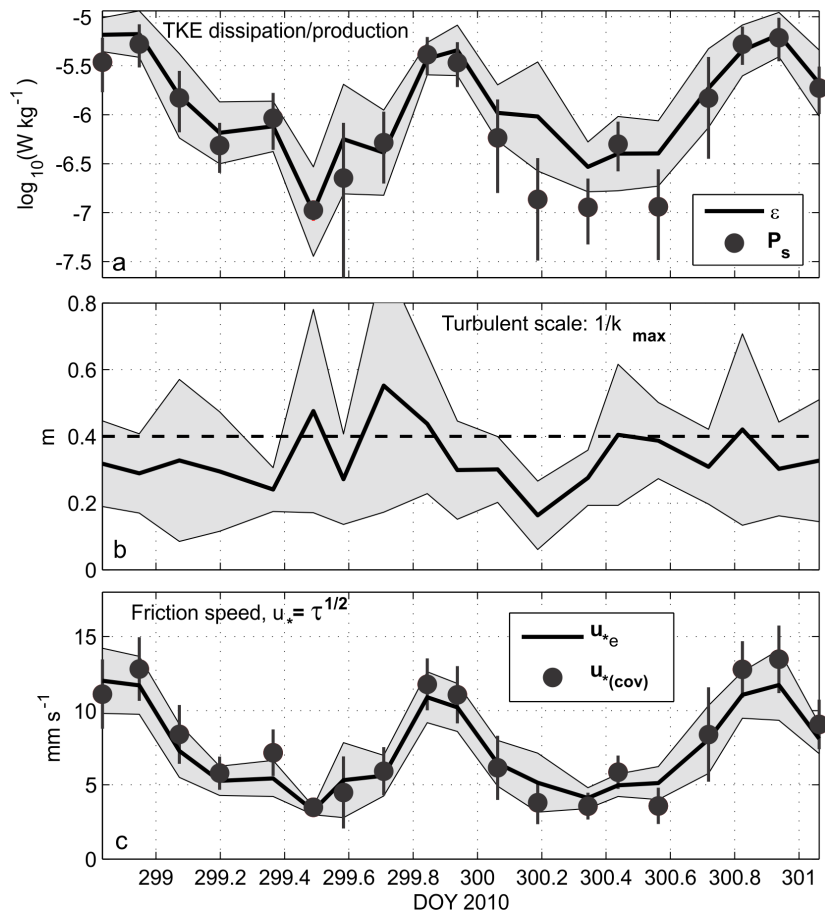 TKE dissipation/production
-5
-5.5
-6
-6.5
-7
-7.5
log10(W kg-1)
ε
Ps
a
Turbulent scale: 1/k max
0.8
0.6
0.4
0.2
0
m
b
Friction speed, u*= τ1/2
15
10
5
0
mm s-1
u*e
u*(cov)
c
299 299.2 299.4 299.6 299.8 300 300.2 300.4 300.6 300.8 301
DOY 2010